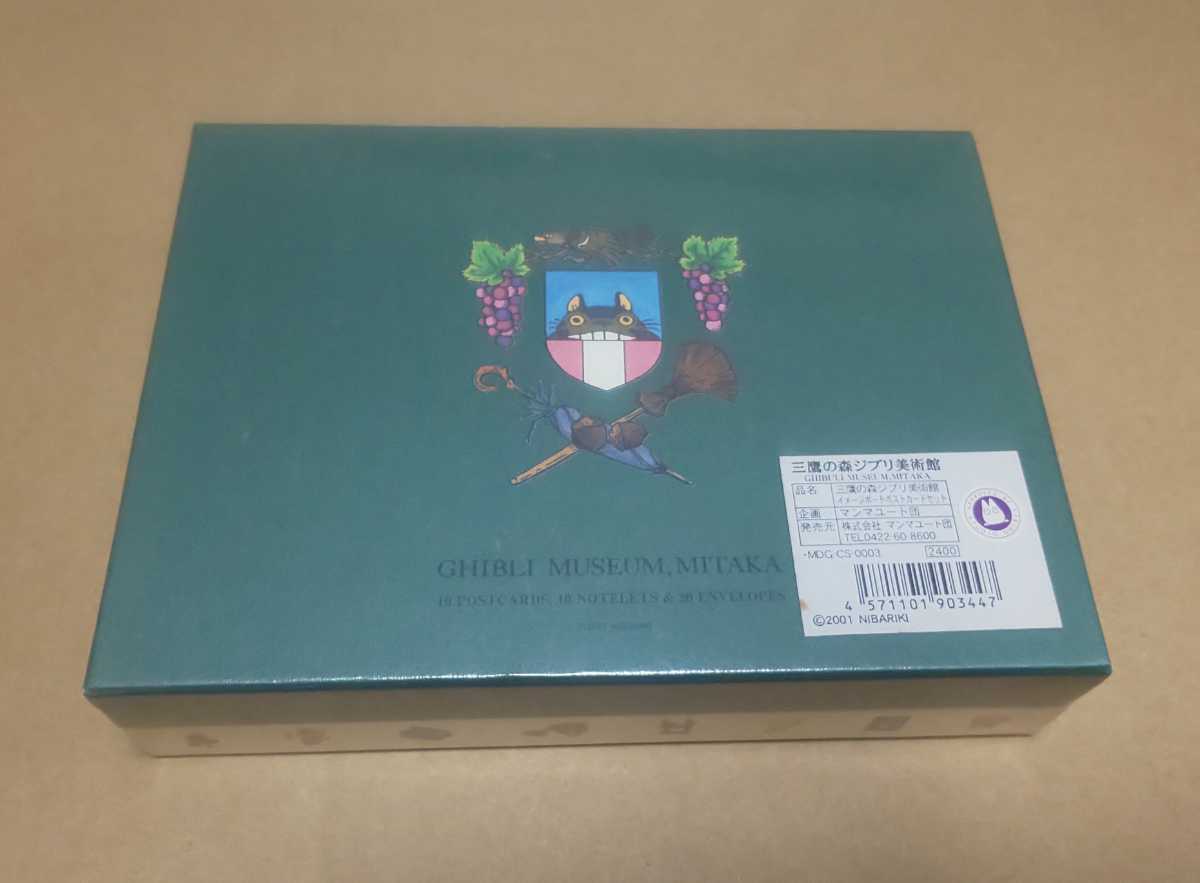 GHIBLI MUSEUM, MITAKA
10 POSTCARDS, 10 NOTELETS & 20 ENVELOPES
三鷹の森ジブリ美術館
GHIBULI MUSEUM, MITAKA
品名 三鷹の森ジブリ美術館
イメージボードポストカードセット
企画 マンマユート団
発売元 株式会社 マンマユート団
TEL0422-60-8600
・MDG-CS-0003 2400
4 571101 903447
©2001 NIBARIKI